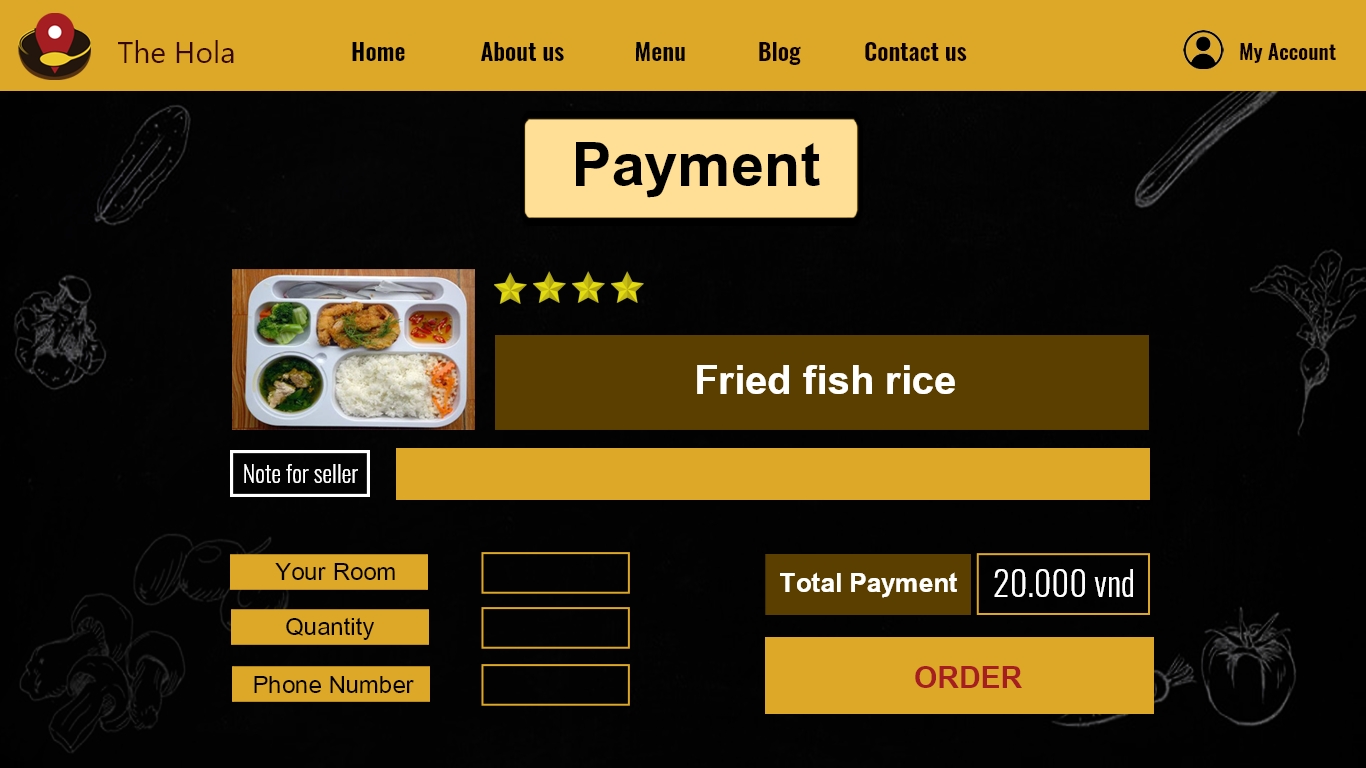 The Hola
Home
About us
Menu
Blog
Contact us
My Account
Payment
Fried fish rice
Note for seller
Your Room
Quantity
Phone Number
Total Payment
20.000 vnd
ORDER